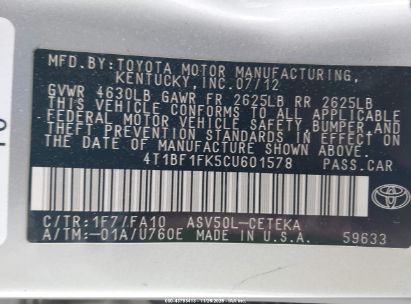 MFD.BY:TOYOTA MOTOR MANUFACTURING,
KENTUCKY,INC.07/12
GVWR 4630LB GAWR FR 2625LB RR 2625LB
THIS VEHICLE CONFORMS TO ALL APPLICABLE
FEDERAL MOTOR VEHICLE SAFETY, BUMPER,AND
THEFT PREVENTION STANDARDS IN EFFECT ON
THE DATE OF MANUFACTURE SHOWN ABOVE.
4T1BF1FK5CU601578 PASS.CAR
C/TR:1F7/FA10 ASV50L-CETEKA
A/TM:-01A/U760E MADE IN U.S.A.
59633
TOYOTA